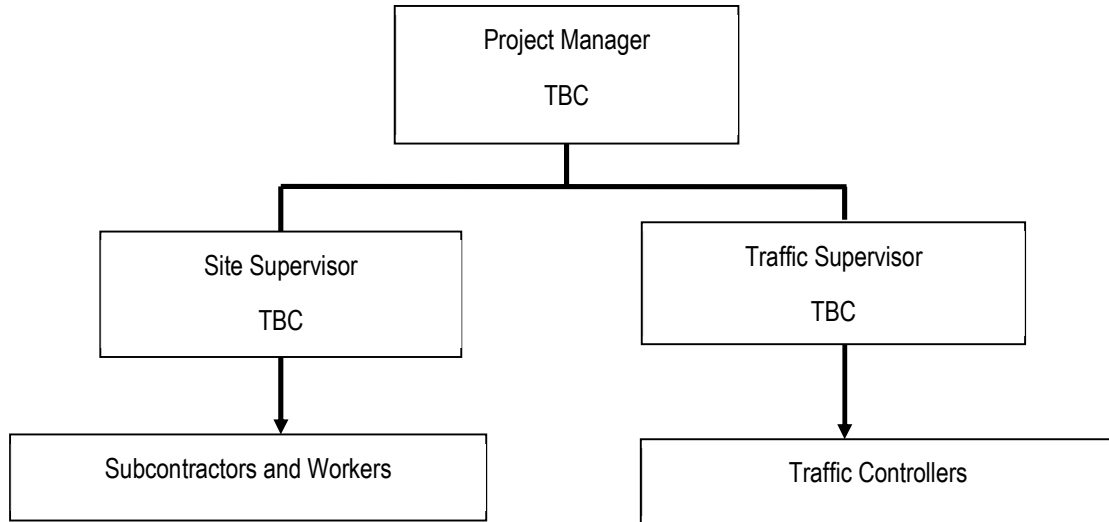 Project Manager
TBC
Site Supervisor
TBC
Traffic Supervisor
TBC
Subcontractors and Workers
Traffic Controllers